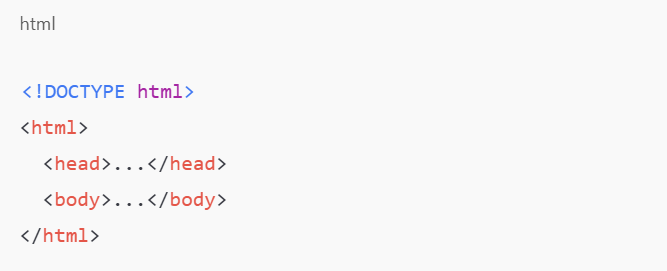 html
<!DOCTYPE html>
<html>
  <head>...</head>
  <body>...</body>
</html>